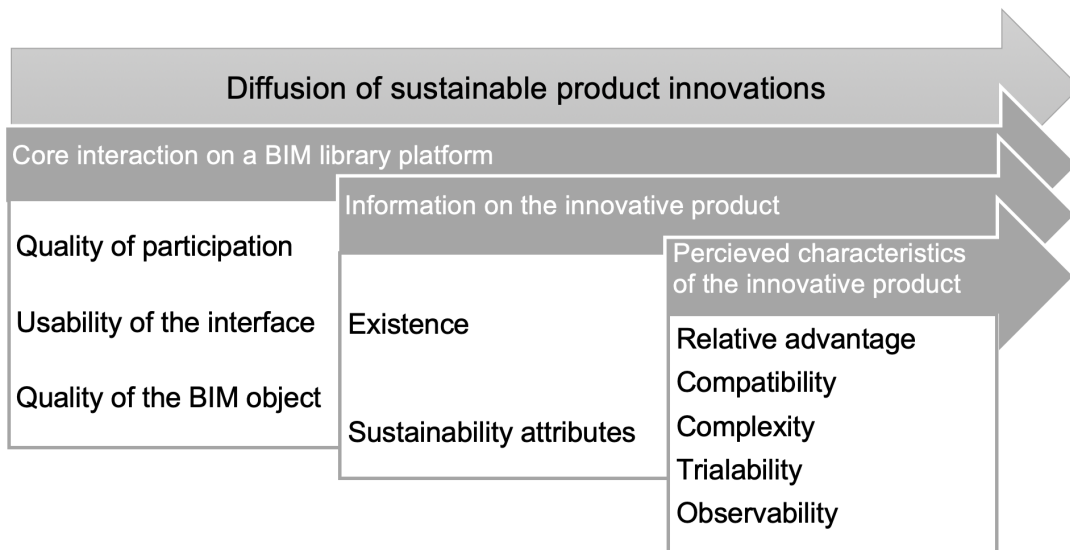 Diffusion of sustainable product innovations
Core interaction on a BIM library platform
Quality of participation
Usability of the interface
Quality of the BIM object
Information on the innovative product
Existence
Sustainability attributes
Percieved characteristics
of the innovative product
Relative advantage
Compatibility
Complexity
Trialability
Observability